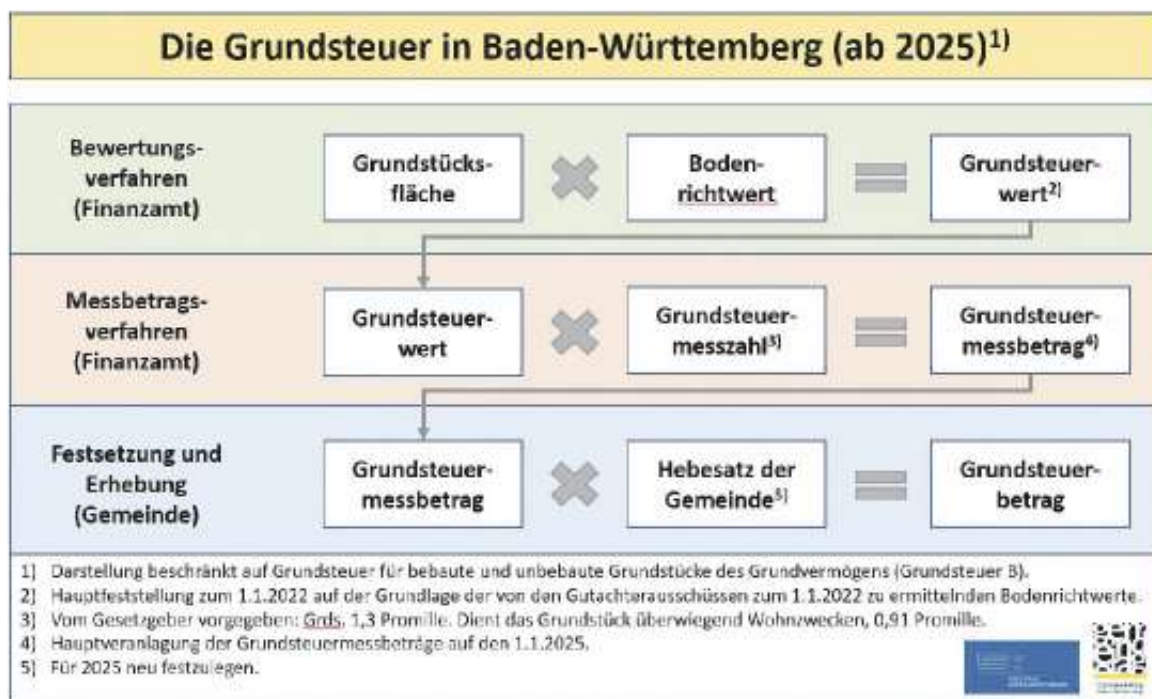 Die Grundsteuer in Baden-Württemberg (ab 2025)1)
Bewertungs-
verfahren
(Finanzamt)
Grundstücks-
fläche
Boden-
richtwert
Grundsteuer-
wert2)
Messbetrags-
verfahren
(Finanzamt)
Grundsteuer-
wert
Grundsteuer-
messzahl3)
Grundsteuer-
messbetrag4)
Festsetzung und
Erhebung
(Gemeinde)
Grundsteuer-
messbetrag
Hebesatz der
Gemeinde5)
Grundsteuer-
betrag
1) Darstellung beschränkt auf Grundsteuer für bebaute und unbebaute Grundstücke des Grundvermögens (Grundsteuer B).
2) Hauptfeststellung zum 1.1.2022 auf der Grundlage der von den Gutachterausschüssen zum 1.1.2022 zu ermittelnden Bodenrichtwerte.
3) Vom Gesetzgeber vorgegeben: Grds. 1,3 Promille. Dient das Grundstück überwiegend Wohnzwecken, 0,91 Promille.
4) Hauptveranlagung der Grundsteuermessbeträge auf den 1.1.2025.
5) Für 2025 neu festzulegen.